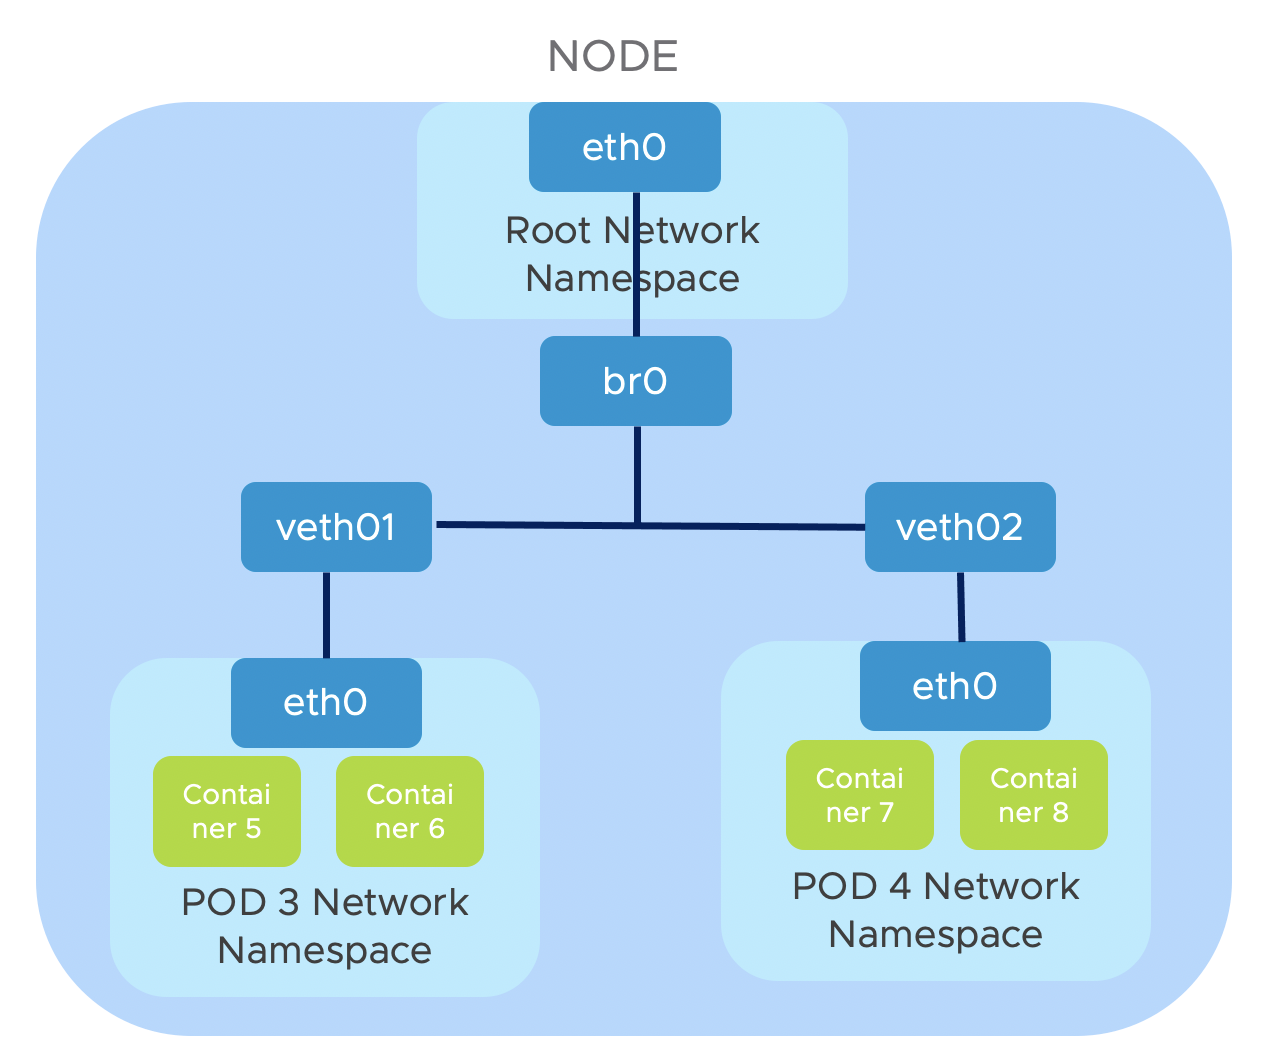 NODE
eth0
Root Network
Namespace
br0
veth01
veth02
eth0
Contai
ner 5
Contai
ner 6
POD 3 Network
Namespace
eth0
Contai
ner 7
Contai
ner 8
POD 4 Network
Namespace